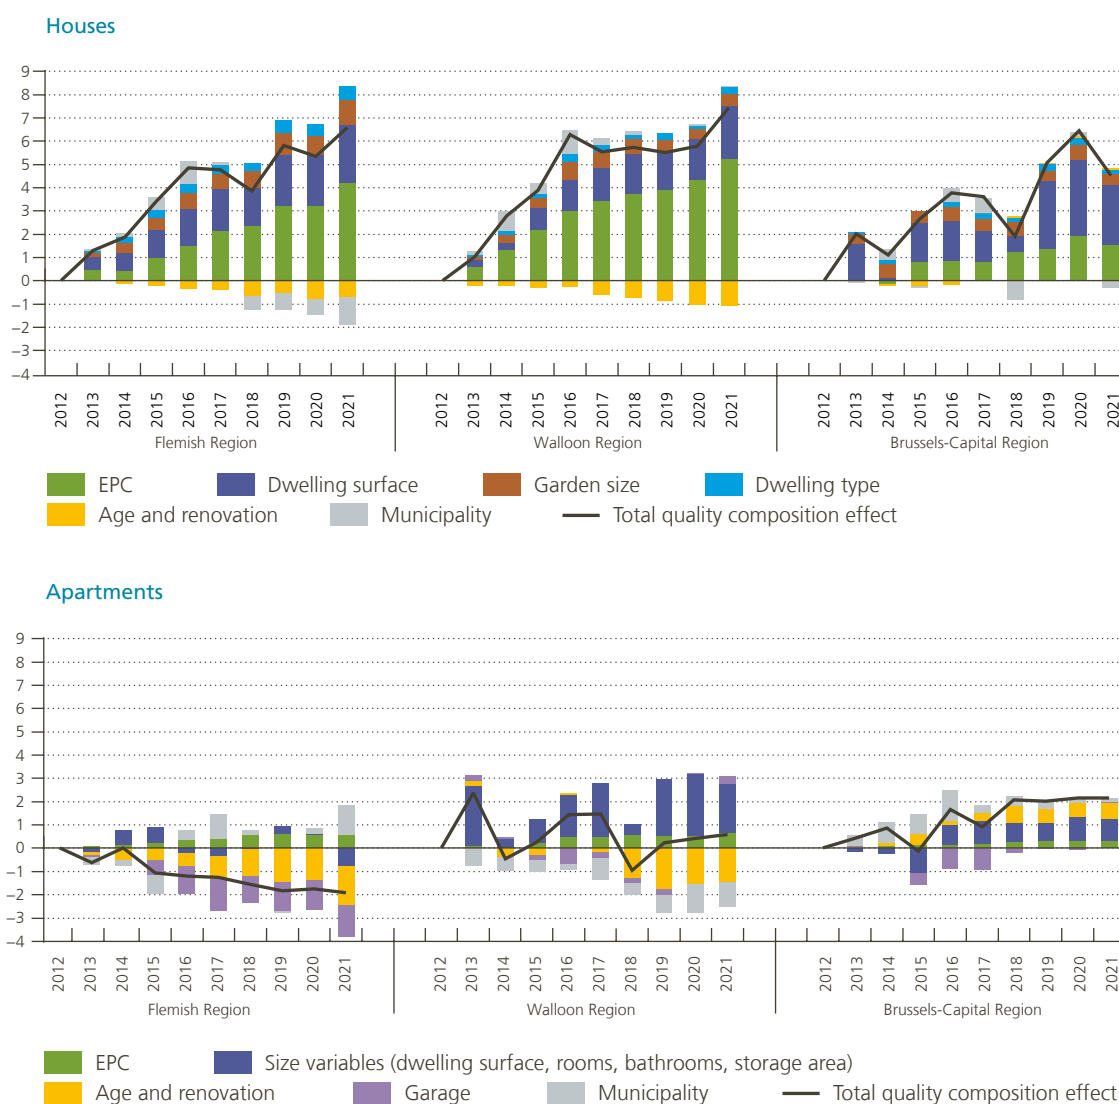 Houses
9
8
7
6
5
4
3
2
1
0
–1
–2
–3
–4
2012 2013 2014 2015 2016 2017 2018 2019 2020 2021 2012 2013 2014 2015 2016 2017 2018 2019 2020 2021 2012 2013 2014 2015 2016 2017 2018 2019 2020 2021
Flemish Region Walloon Region Brussels-Capital Region
EPC Dwelling surface Garden size Dwelling type
Age and renovation Municipality Total quality composition effect
Apartments
9
8
7
6
5
4
3
2
1
0
–1
–2
–3
–4
2012 2013 2014 2015 2016 2017 2018 2019 2020 2021 2012 2013 2014 2015 2016 2017 2018 2019 2020 2021 2012 2013 2014 2015 2016 2017 2018 2019 2020 2021
Flemish Region Walloon Region Brussels-Capital Region
EPC Size variables (dwelling surface, rooms, bathrooms, storage area)
Age and renovation Garage Municipality Total quality composition effect